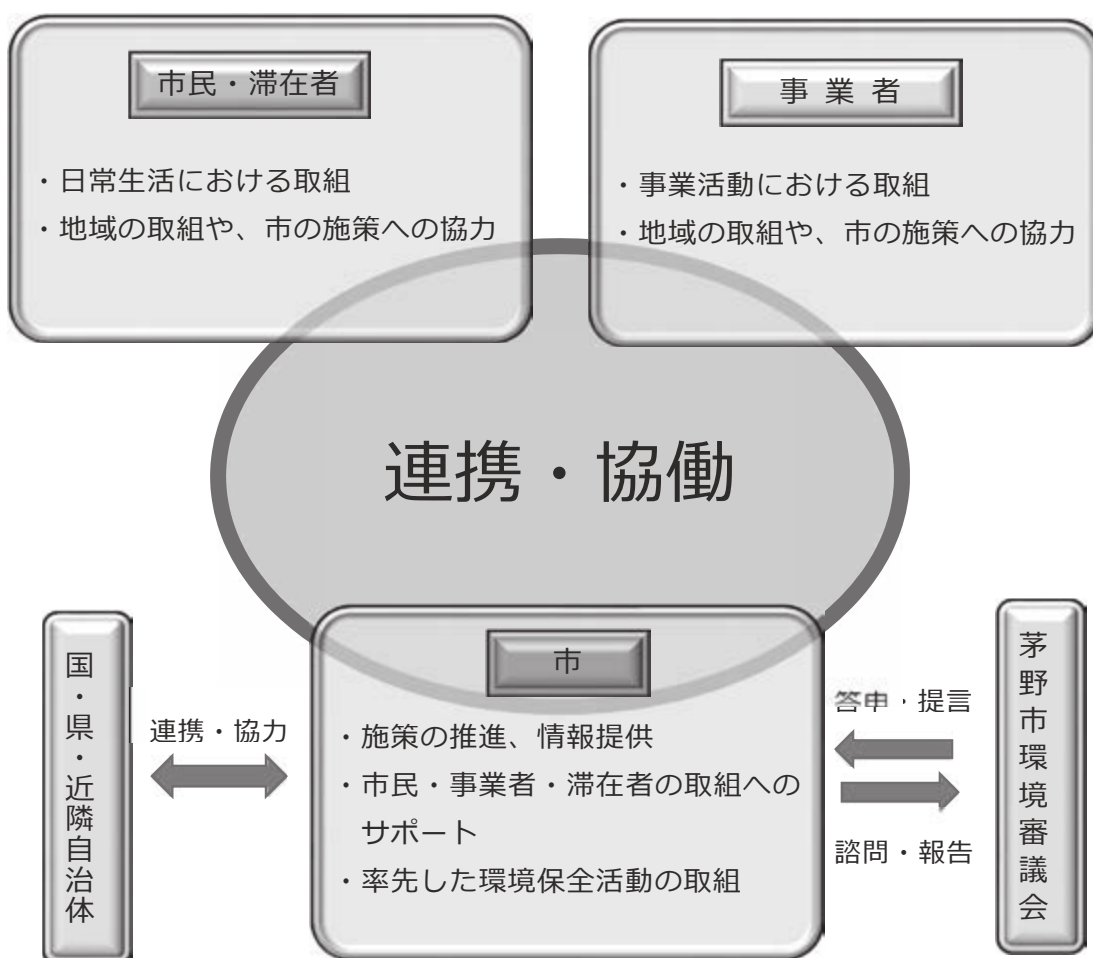 市民・滞在者
・日常生活における取組
・地域の取組や、市の施策への協力
事業者
・事業活動における取組
・地域の取組や、市の施策への協力
連携・協働
国・県・近隣自治体
連携・協力
市
・施策の推進、情報提供
・市民・事業者・滞在者の取組への
サポート
・率先した環境保全活動の取組
答申・提言
諮問・報告
茅野市環境審議会